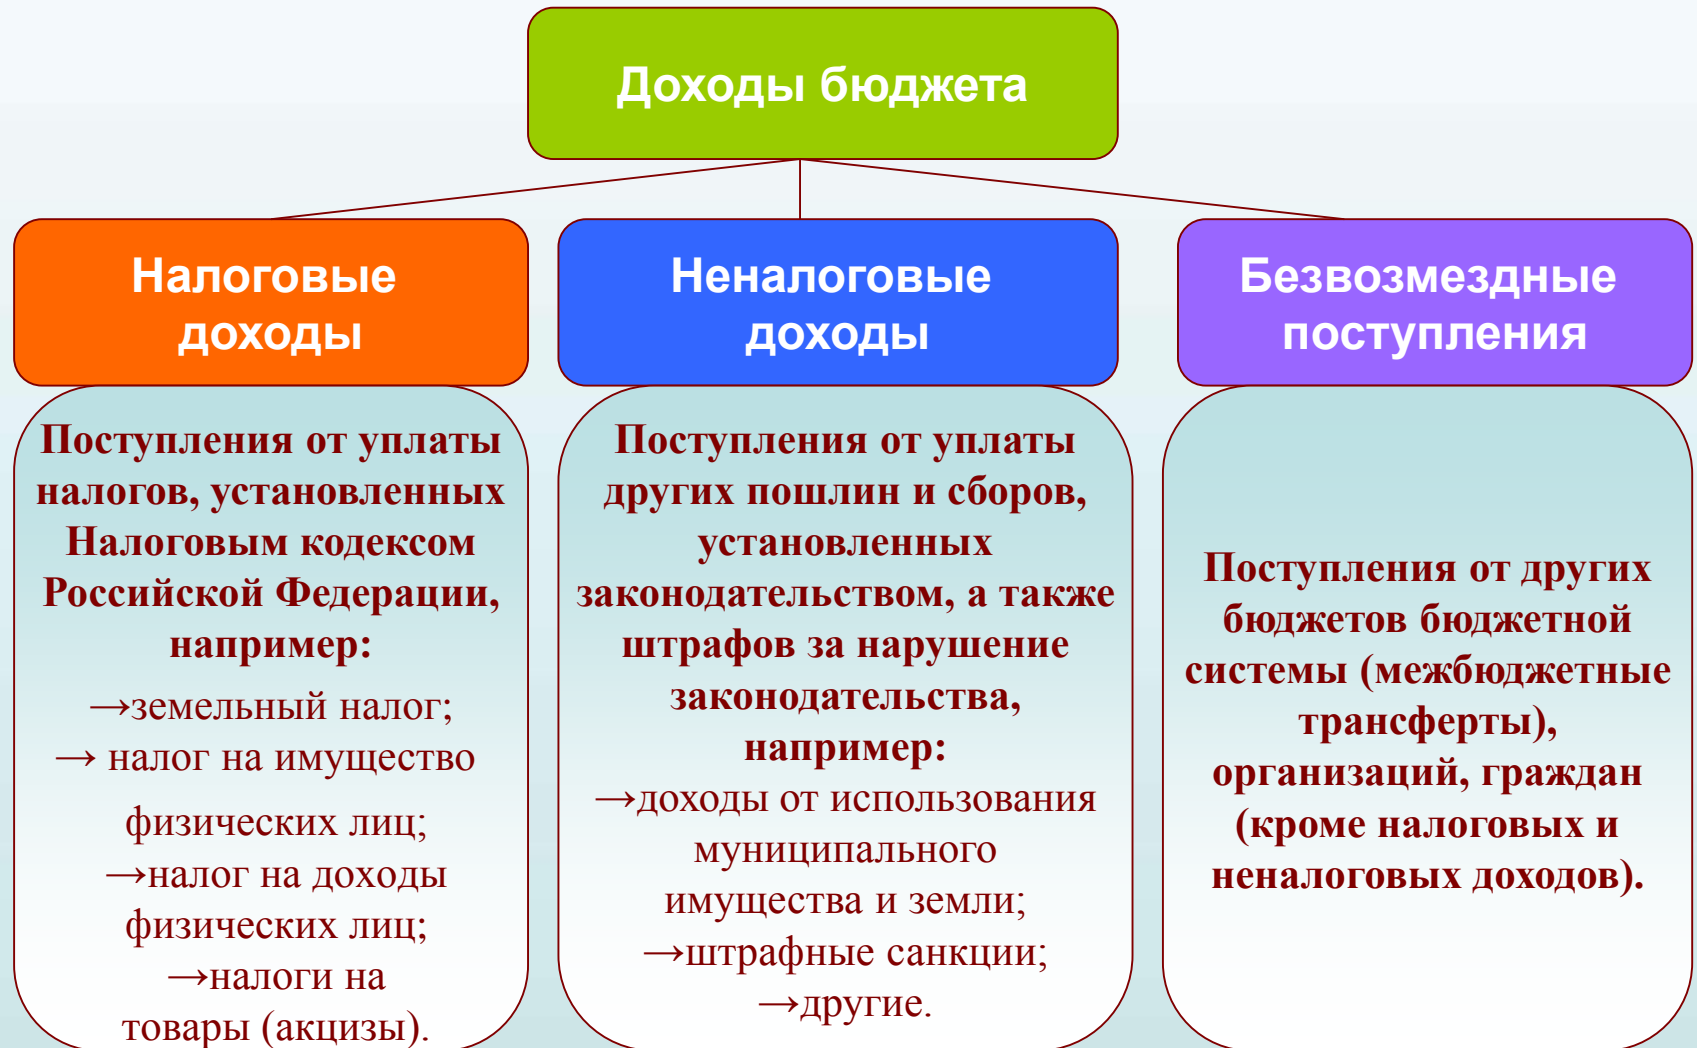 Доходы бюджета
Налоговые
доходы
Неналоговые
доходы
Безвозмездные
поступления
Поступления от уплаты
налогов, установленных
Налоговым кодексом
Российской Федерации,
например:
→земельный налог;
→ налог на имущество
физических лиц;
→налог на доходы
физических лиц;
→налоги на
товары (акцизы).
Поступления от уплаты
других пошлин и сборов,
установленных
законодательством, а также
штрафов за нарушение
законодательства,
например:
→доходы от использования
муниципального
имущества и земли;
→штрафные санкции;
→другие.
Поступления от других
бюджетов бюджетной
системы (межбюджетные
трансферты),
организаций, граждан
(кроме налоговых и
неналоговых доходов).